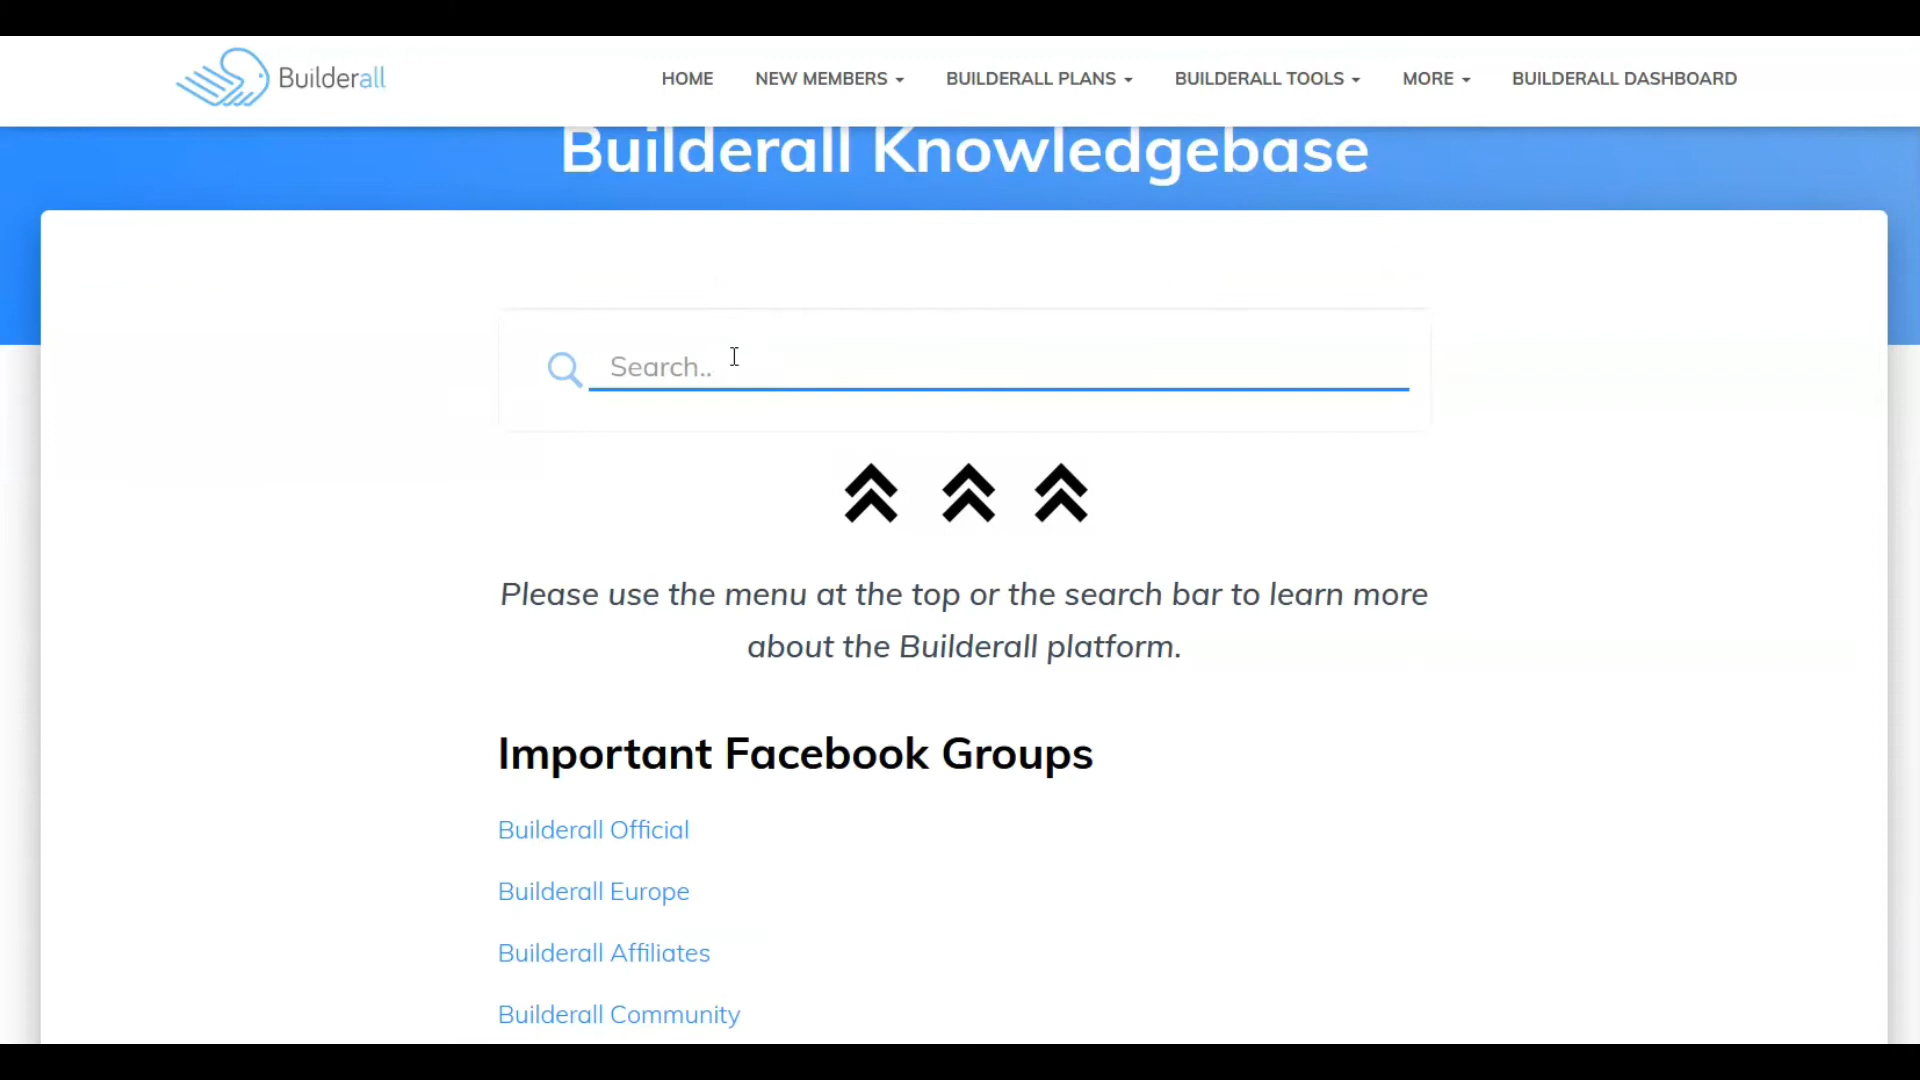 Builderall
HOME
NEW MEMBERS
BUILDERALL PLANS
BUILDERALL TOOLS
MORE
BUILDERALL DASHBOARD
Builderall Knowledgebase
Search..
Please use the menu at the top or the search bar to learn more
about the Builderall platform.
Important Facebook Groups
Builderall Official
Builderall Europe
Builderall Affiliates
Builderall Community